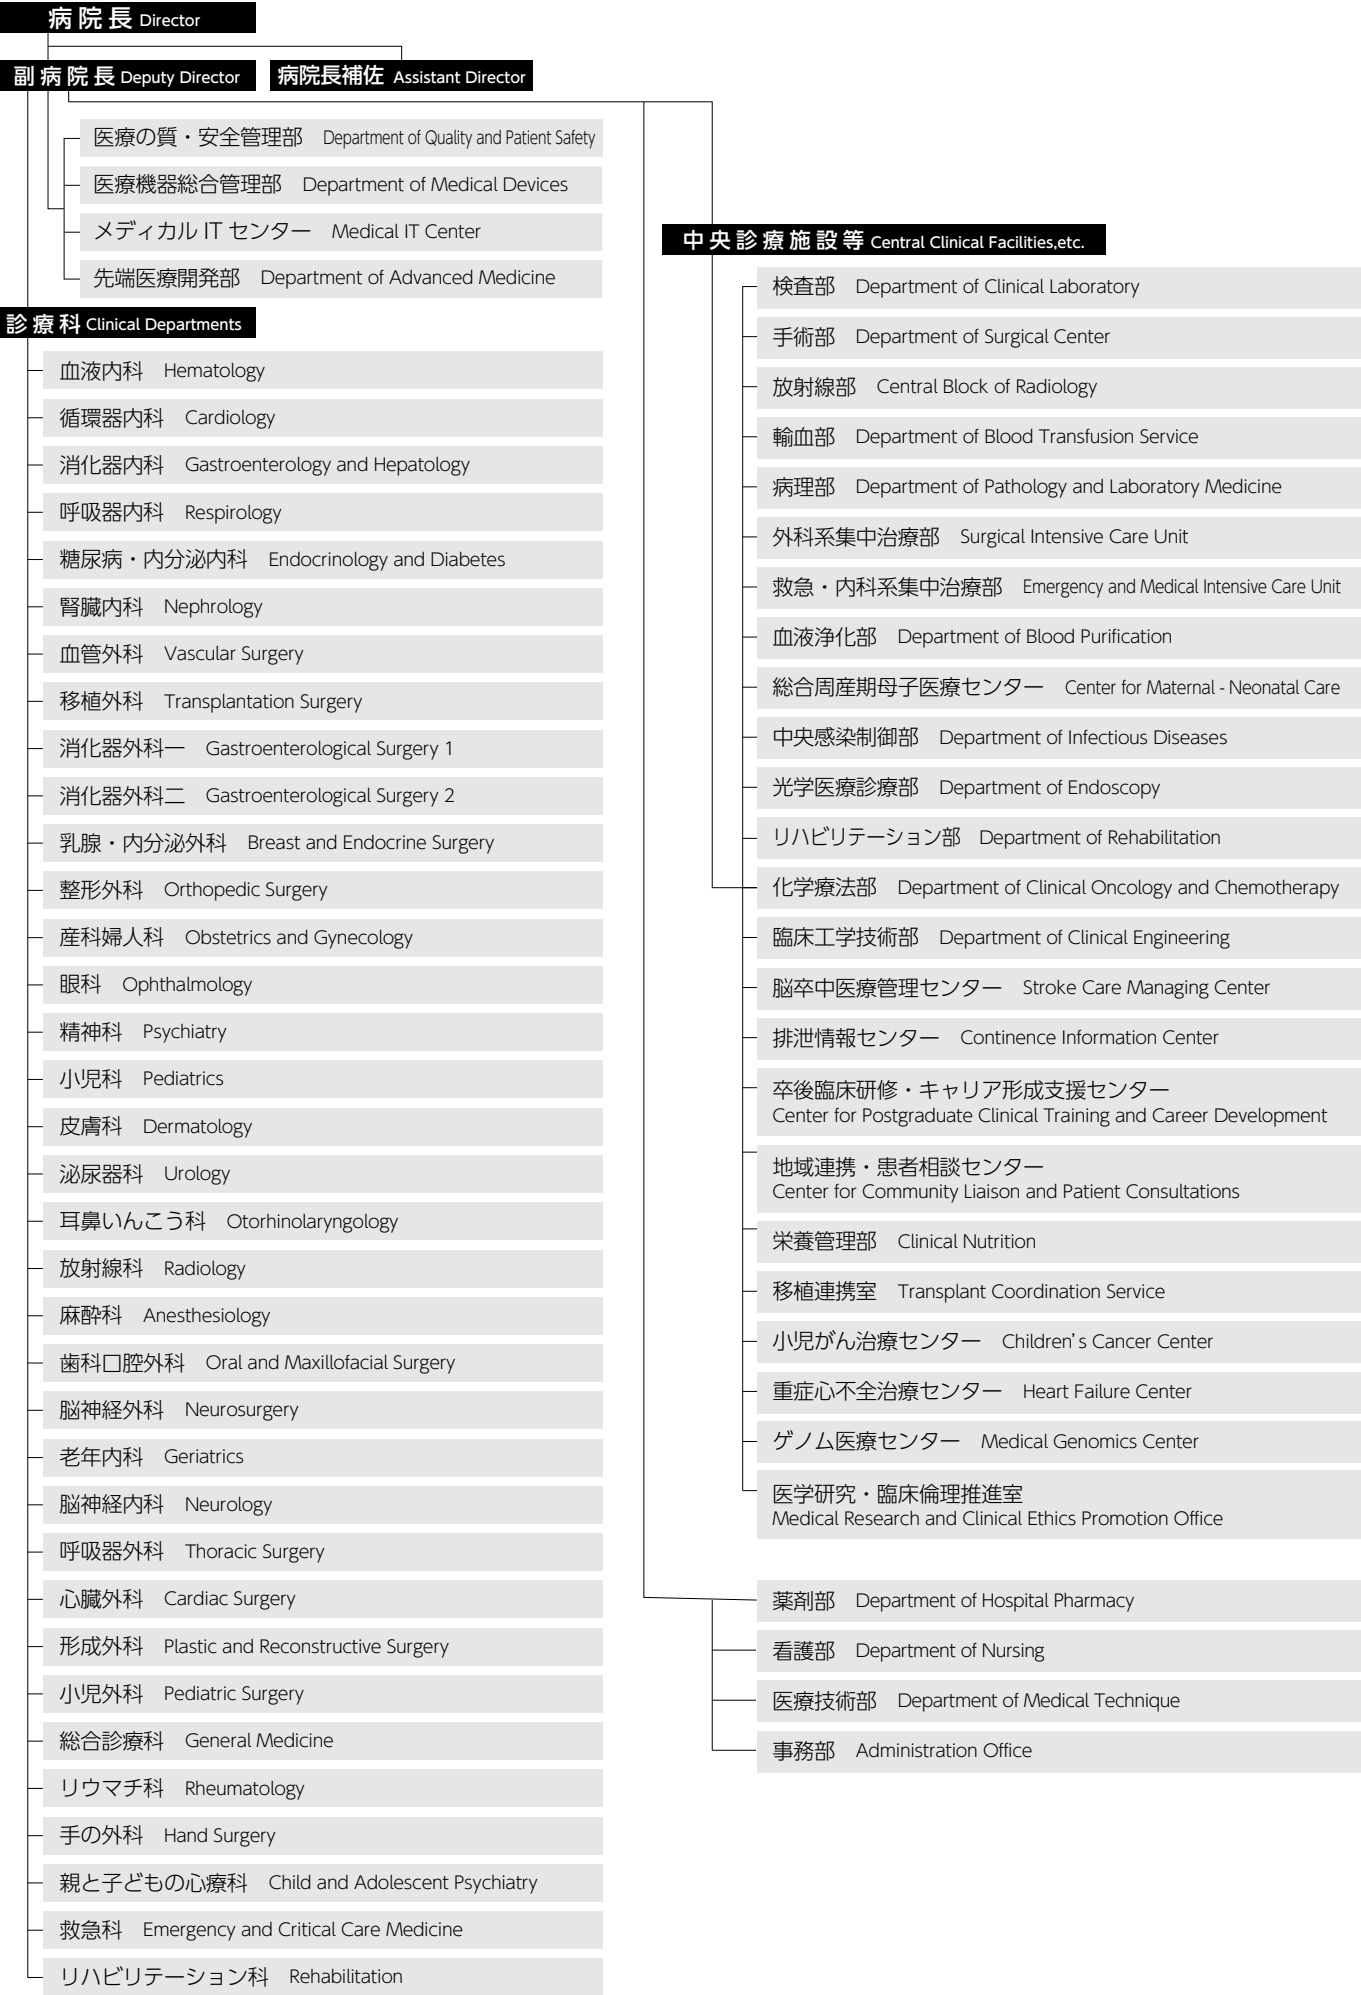 病院長 Director
副病院長 Deputy Director
病院長補佐 Assistant Director
医療の質・安全管理部 Department of Quality and Patient Safety
医療機器総合管理部 Department of Medical Devices
メディカル IT センター Medical IT Center
先端医療開発部 Department of Advanced Medicine
診療科 Clinical Departments
血液内科 Hematology
循環器内科 Cardiology
消化器内科 Gastroenterology and Hepatology
呼吸器内科 Respirology
糖尿病・内分泌内科 Endocrinology and Diabetes
腎臓内科 Nephrology
血管外科 Vascular Surgery
移植外科 Transplantation Surgery
消化器外科一 Gastroenterological Surgery 1
消化器外科二 Gastroenterological Surgery 2
乳腺・内分泌外科 Breast and Endocrine Surgery
整形外科 Orthopedic Surgery
産科婦人科 Obstetrics and Gynecology
眼科 Ophthalmology
精神科 Psychiatry
小児科 Pediatrics
皮膚科 Dermatology
泌尿器科 Urology
耳鼻いんこう科 Otorhinolaryngology
放射線科 Radiology
麻酔科 Anesthesiology
歯科口腔外科 Oral and Maxillofacial Surgery
脳神経外科 Neurosurgery
老年内科 Geriatrics
脳神経内科 Neurology
呼吸器外科 Thoracic Surgery
心臓外科 Cardiac Surgery
形成外科 Plastic and Reconstructive Surgery
小児外科 Pediatric Surgery
総合診療科 General Medicine
リウマチ科 Rheumatology
手の外科 Hand Surgery
親と子どもの心療科 Child and Adolescent Psychiatry
救急科 Emergency and Critical Care Medicine
リハビリテーション科 Rehabilitation
中央診療施設等 Central Clinical Facilities,etc.
検査部 Department of Clinical Laboratory
手術部 Department of Surgical Center
放射線部 Central Block of Radiology
輸血部 Department of Blood Transfusion Service
病理部 Department of Pathology and Laboratory Medicine
外科系集中治療部 Surgical Intensive Care Unit
救急・内科系集中治療部 Emergency and Medical Intensive Care Unit
血液浄化部 Department of Blood Purification
総合周産期母子医療センター Center for Maternal - Neonatal Care
中央感染制御部 Department of Infectious Diseases
光学医療診療部 Department of Endoscopy
リハビリテーション部 Department of Rehabilitation
化学療法部 Department of Clinical Oncology and Chemotherapy
臨床工学技術部 Department of Clinical Engineering
脳卒中医療管理センター Stroke Care Managing Center
排泄情報センター Continence Information Center
卒後臨床研修・キャリア形成支援センター
Center for Postgraduate Clinical Training and Career Development
地域連携・患者相談センター
Center for Community Liaison and Patient Consultations
栄養管理部 Clinical Nutrition
移植連携室 Transplant Coordination Service
小児がん治療センター Children’s Cancer Center
重症心不全治療センター Heart Failure Center
ゲノム医療センター Medical Genomics Center
医学研究・臨床倫理推進室
Medical Research and Clinical Ethics Promotion Office
薬剤部 Department of Hospital Pharmacy
看護部 Department of Nursing
医療技術部 Department of Medical Technique
事務部 Administration Office